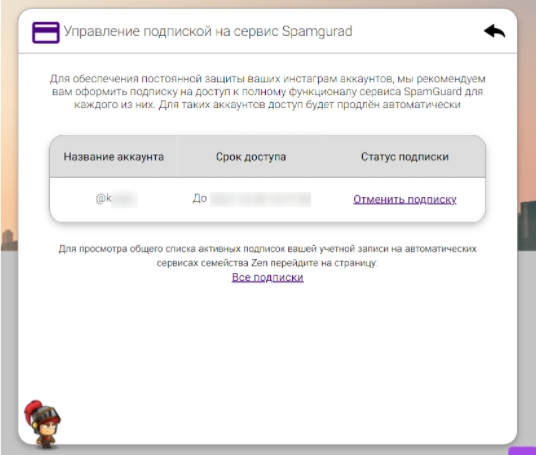 Управление подпиской на сервис Spamgurad
Для обеспечения постоянной защиты ваших инстаграм аккаунтов, мы рекомендуем
вам оформить подписку на доступ к полному функционалу сервиса SpamGuard для
каждого из них. Для таких аккаунтов доступ будет продлён автоматически
Название аккаунта Срок доступа Статус подписки
@k До Отменить подписку
Для просмотра общего списка активных подписок вашей учетной записи на автоматических
сервисах семейства Zen перейдите на страницу:
Все подписки